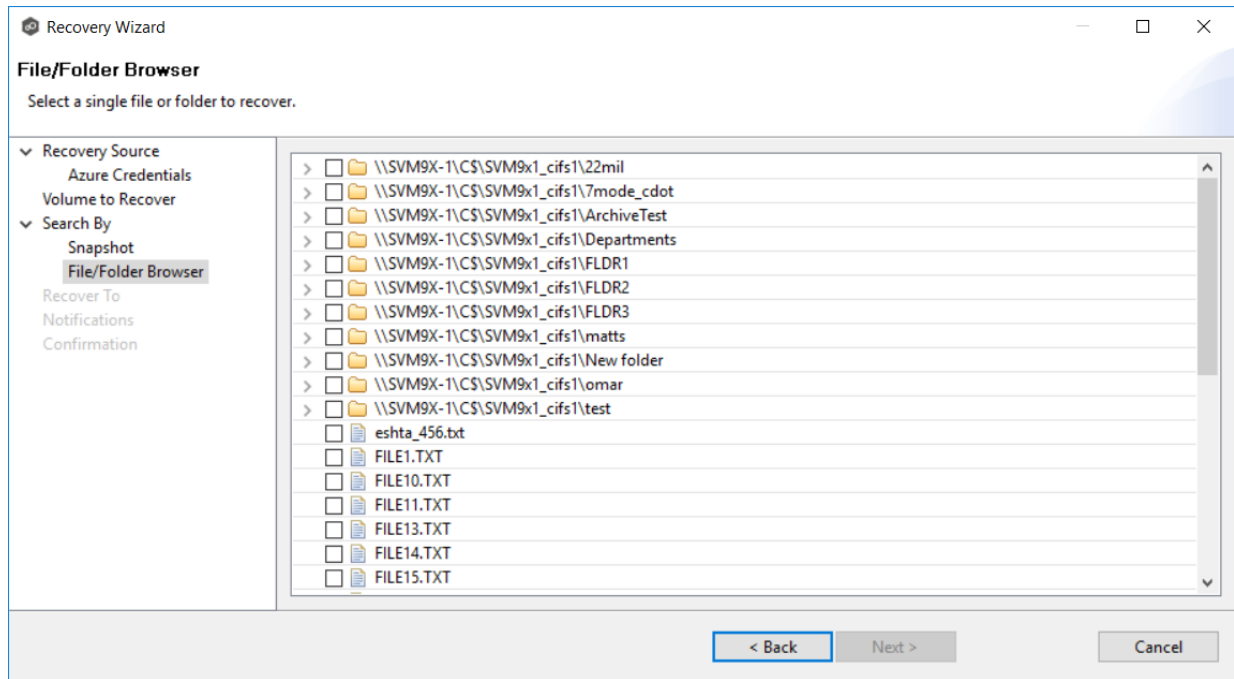 Recovery Wizard
File/Folder Browser
Select a single file or folder to recover.
Recovery Source
Azure Credentials
Volume to Recover
Search By
Snapshot
File/Folder Browser
Recover To
Notifications
Confirmation
\\SVM9X-1\C$\SVM9x1_cifs1\22mil
\\SVM9X-1\C$\SVM9x1_cifs1\7mode_cdot
\\SVM9X-1\C$\SVM9x1_cifs1\ArchiveTest
\\SVM9X-1\C$\SVM9x1_cifs1\Departments
\\SVM9X-1\C$\SVM9x1_cifs1\FLDR1
\\SVM9X-1\C$\SVM9x1_cifs1\FLDR2
\\SVM9X-1\C$\SVM9x1_cifs1\FLDR3
\\SVM9X-1\C$\SVM9x1_cifs1\matts
\\SVM9X-1\C$\SVM9x1_cifs1\New folder
\\SVM9X-1\C$\SVM9x1_cifs1\omar
\\SVM9X-1\C$\SVM9x1_cifs1\test
eshta_456.txt
FILE1.TXT
FILE10.TXT
FILE11.TXT
FILE13.TXT
FILE14.TXT
FILE15.TXT
< Back
Next >
Cancel